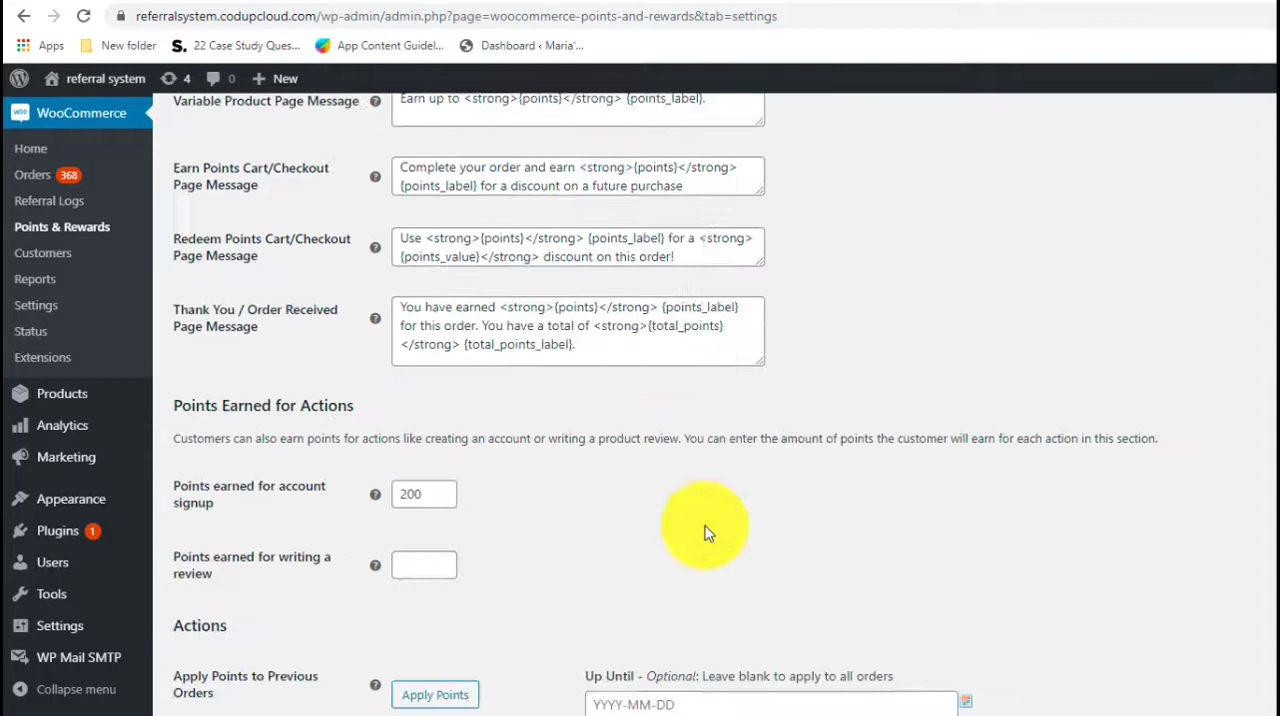 referralsystem.codupcloud.com/wp-admin/admin.php?page=woocommerce-points-and-rewards&tab=settings
Apps New folder S. 22 Case Study Ques... App Content Guidel... Dashboard ‹ Maria'...
referral system 4 0 + New
WooCommerce
Home
Orders 368
Referral Logs
Points & Rewards
Customers
Reports
Settings
Status
Extensions
Products
Analytics
Marketing
Appearance
Plugins 1
Users
Tools
Settings
WP Mail SMTP
Collapse menu
Variable Product Page Message
Earn up to <strong>{points}</strong> {points_label}.
Earn Points Cart/Checkout
Page Message
Complete your order and earn <strong>{points}</strong>
{points_label} for a discount on a future purchase
Redeem Points Cart/Checkout
Page Message
Use <strong>{points}</strong> {points_label} for a <strong>
{points_value}</strong> discount on this order!
Thank You / Order Received
Page Message
You have earned <strong>{points}</strong> {points_label}
for this order. You have a total of <strong>{total_points}
</strong> {total_points_label}.
Points Earned for Actions
Customers can also earn points for actions like creating an account or writing a product review. You can enter the amount of points the customer will earn for each action in this section.
Points earned for account
signup
200
Points earned for writing a
review
Actions
Apply Points to Previous
Orders
Apply Points
Up Until - Optional: Leave blank to apply to all orders
YYYY-MM-DD